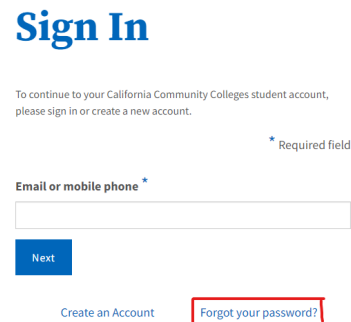 Sign In
To continue to your California Community Colleges student account,
please sign in or create a new account.
* Required field
Email or mobile phone *
Next
Create an Account Forgot your password?